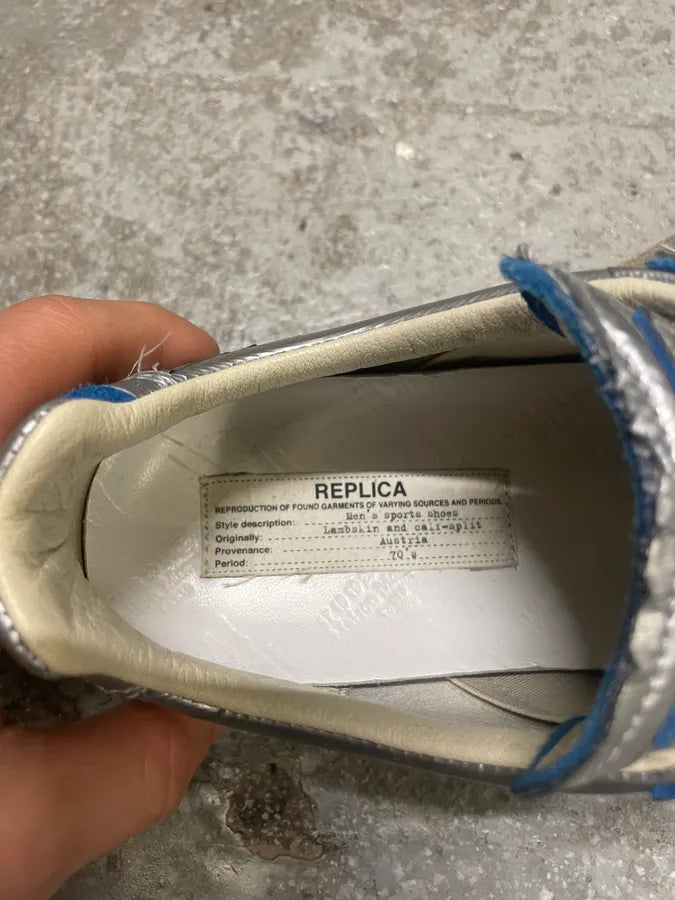 REPLICA
REPRODUCTION OF FOUND GARMENTS OF VARYING SOURCES AND PERIODS
Style description: Men's sports shoes
Originally: Lambskin and calf-split
Provenance: Austria
Period: 70's